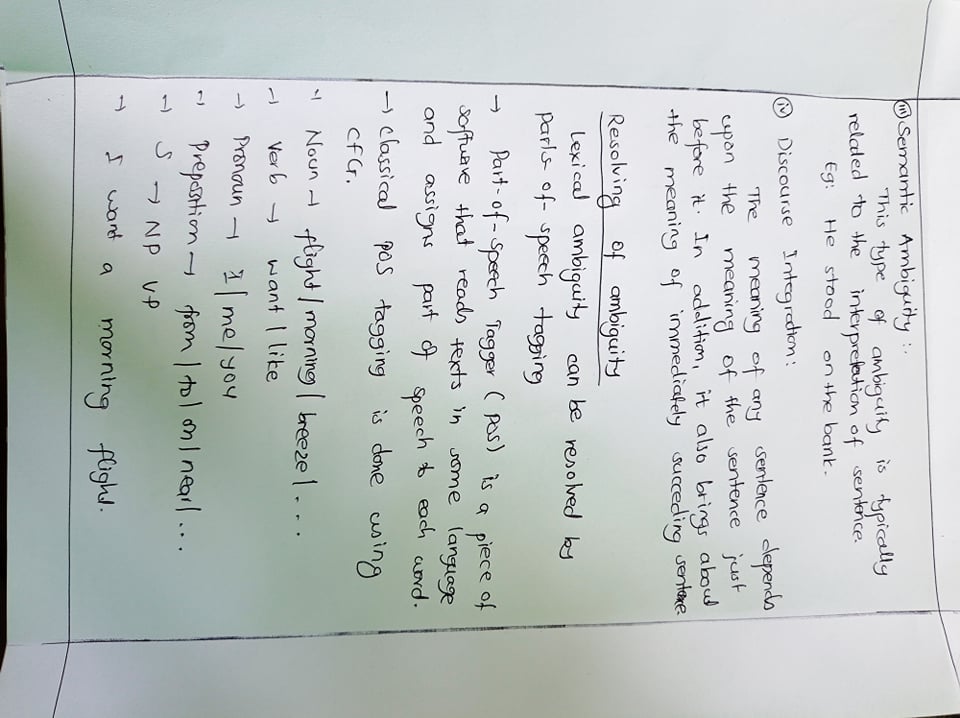 (iii) Semantic Ambiguity:.
This type of ambiguity is typically
related to the interpretation of sentence
Eg: He stood on the bank.
(iv) Discourse Integration:
The meaning of any sentence depends
upon the meaning of the sentence just
before it. In addition, it also brings about
the meaning of immediately succeding sentence
Resolving of ambiguity
Lexical ambiguity can be resolved by
parts-of-speech tagging
→ Part-of-Speech Tagger (POS) is a piece of
software that reads texts in some language
and assigns part of speech to each word.
→ Classical POS tagging is done using
CFG.
→ Noun → flight/morning/breeze/...
→ Verb → want/like
→ Pronoun → I/me/you
→ Preposition → from/to/on/near/...
→ S → NP VP
→ I want a morning flight.